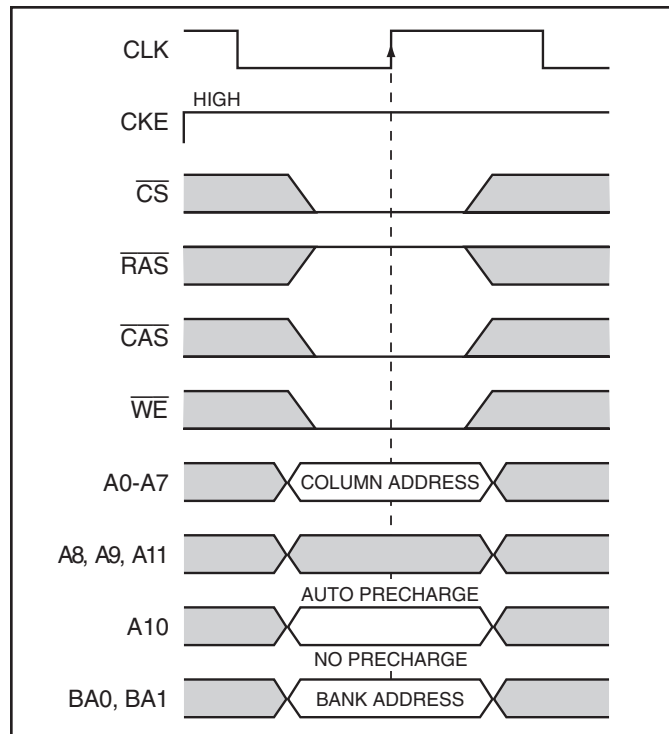 CLK
HIGH
CKE
CS
RAS
CAS
WE
A0-A7 COLUMN ADDRESS
A8, A9, A11
AUTO PRECHARGE
A10
NO PRECHARGE
BA0, BA1 BANK ADDRESS